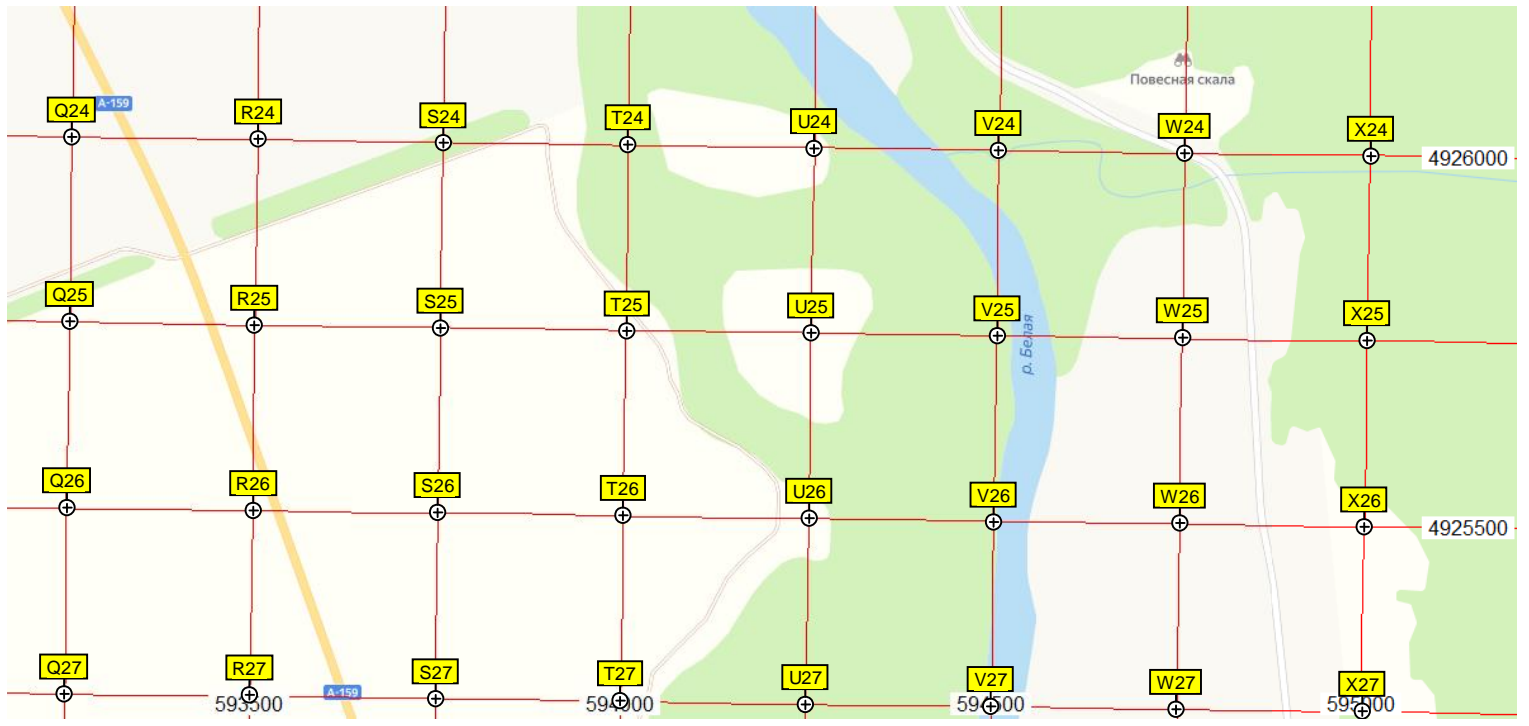 Повесная скала
Q24 A-159 R24 S24 T24 U24 V24 W24 X24
4926000
Q25 R25 S25 T25 U25 V25 W25 X25
р. Белая
Q26 R26 S26 T26 U26 V26 W26 X26
4925500
Q27 R27 S27 T27 U27 V27 W27 X27
593500 A-159 594000 594500 595000